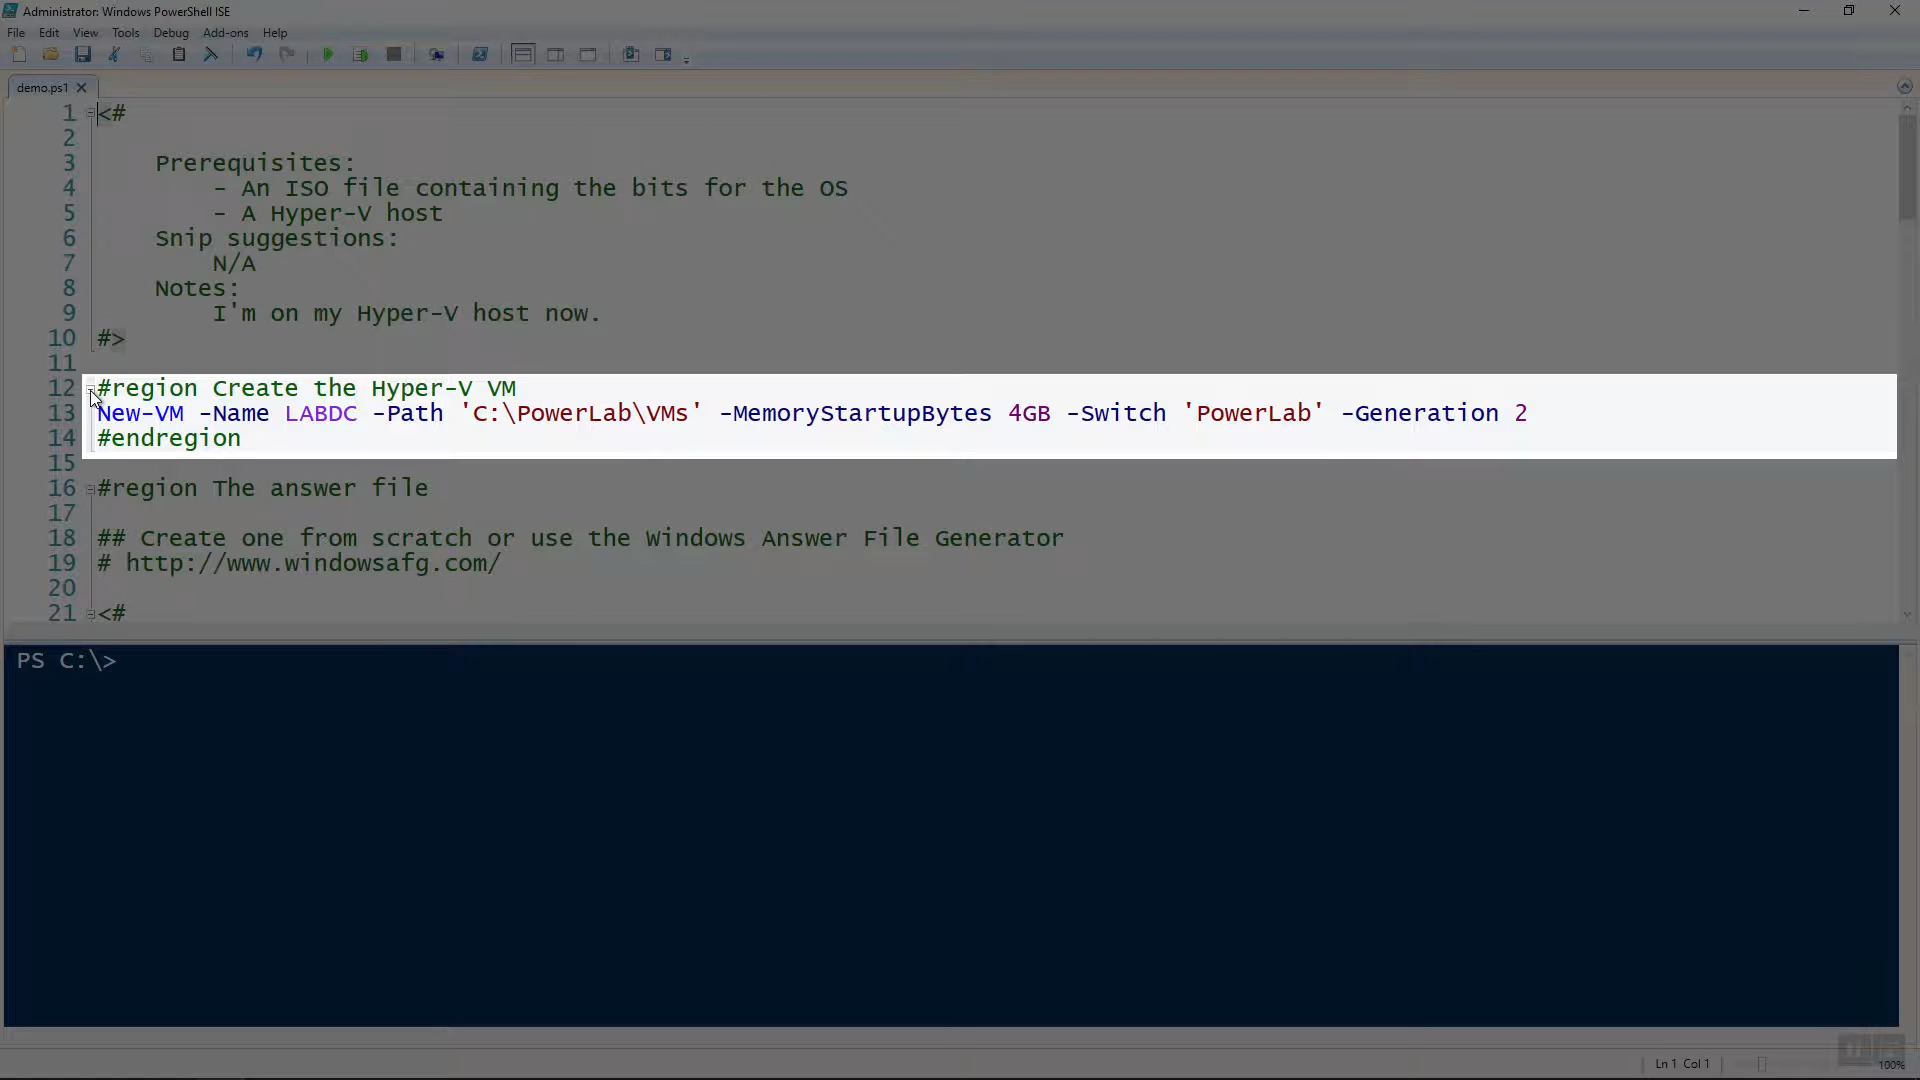 Administrator: Windows PowerShell ISE
File Edit View Tools Debug Add-ons Help
demo.ps1
1 <#
2
3 Prerequisites:
4 - An ISO file containing the bits for the OS
5 - A Hyper-V host
6 Snip suggestions:
7 N/A
8 Notes:
9 I'm on my Hyper-V host now.
10 #>
11
12 #region Create the Hyper-V VM
13 New-VM -Name LABDC -Path 'C:\PowerLab\VMs' -MemoryStartupBytes 4GB -Switch 'PowerLab' -Generation 2
14 #endregion
15
16 #region The answer file
17
18 ## Create one from scratch or use the Windows Answer File Generator
19 # http://www.windowsafg.com/
20
21 <#
PS C:\>
Ln 1 Col 1
100%